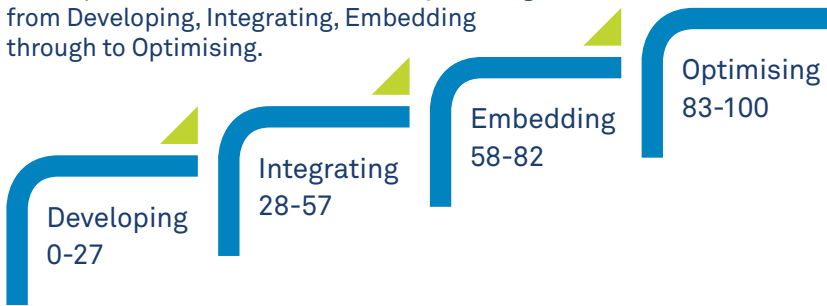 from Developing, Integrating, Embedding
through to Optimising.
Optimising
83-100
Embedding
58-82
Integrating
28-57
Developing
0-27